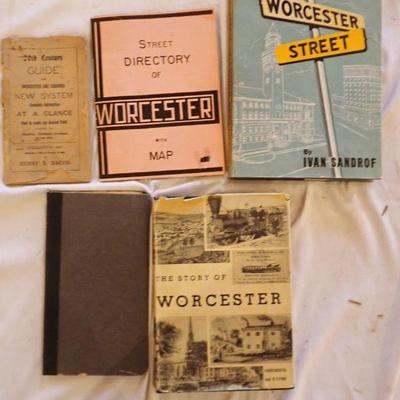 20th Century
GUIDE
NEW SYSTEM
AT A GLANCE
STREET
DIRECTORY
OF
WORCESTER
WITH
MAP
WORCESTER
STREET
By
IVAN SANDROF
THE STORY OF
WORCESTER